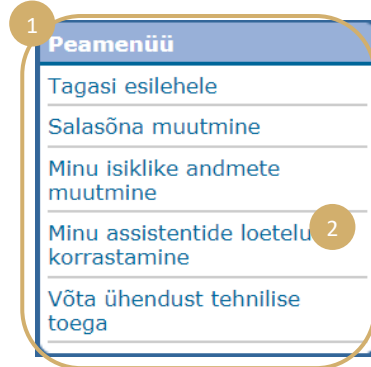 1
Peamenüü
Tagasi esilehele
Salasõna muutmine
Minu isiklike andmete
muutmine
Minu assistentide loetelu
2
korrastamine
Võta ühendust tehnilise
toega